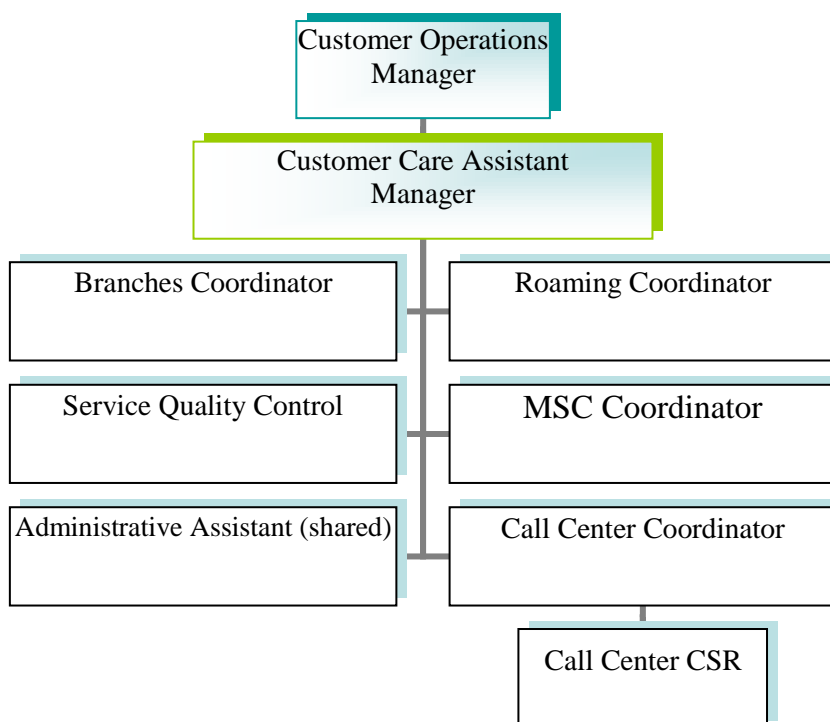 Customer Operations
Manager
Customer Care Assistant
Manager
Branches Coordinator
Roaming Coordinator
Service Quality Control
MSC Coordinator
Administrative Assistant (shared)
Call Center Coordinator
Call Center CSR